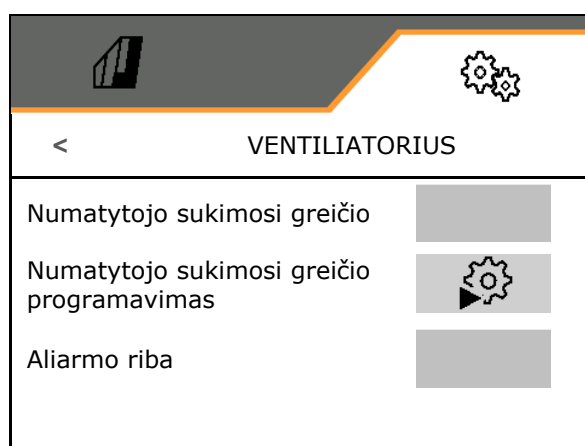 < VENTILIATORIUS
Numatytojo sukimosi greičio
Numatytojo sukimosi greičio
programavimas
Aliarmo riba